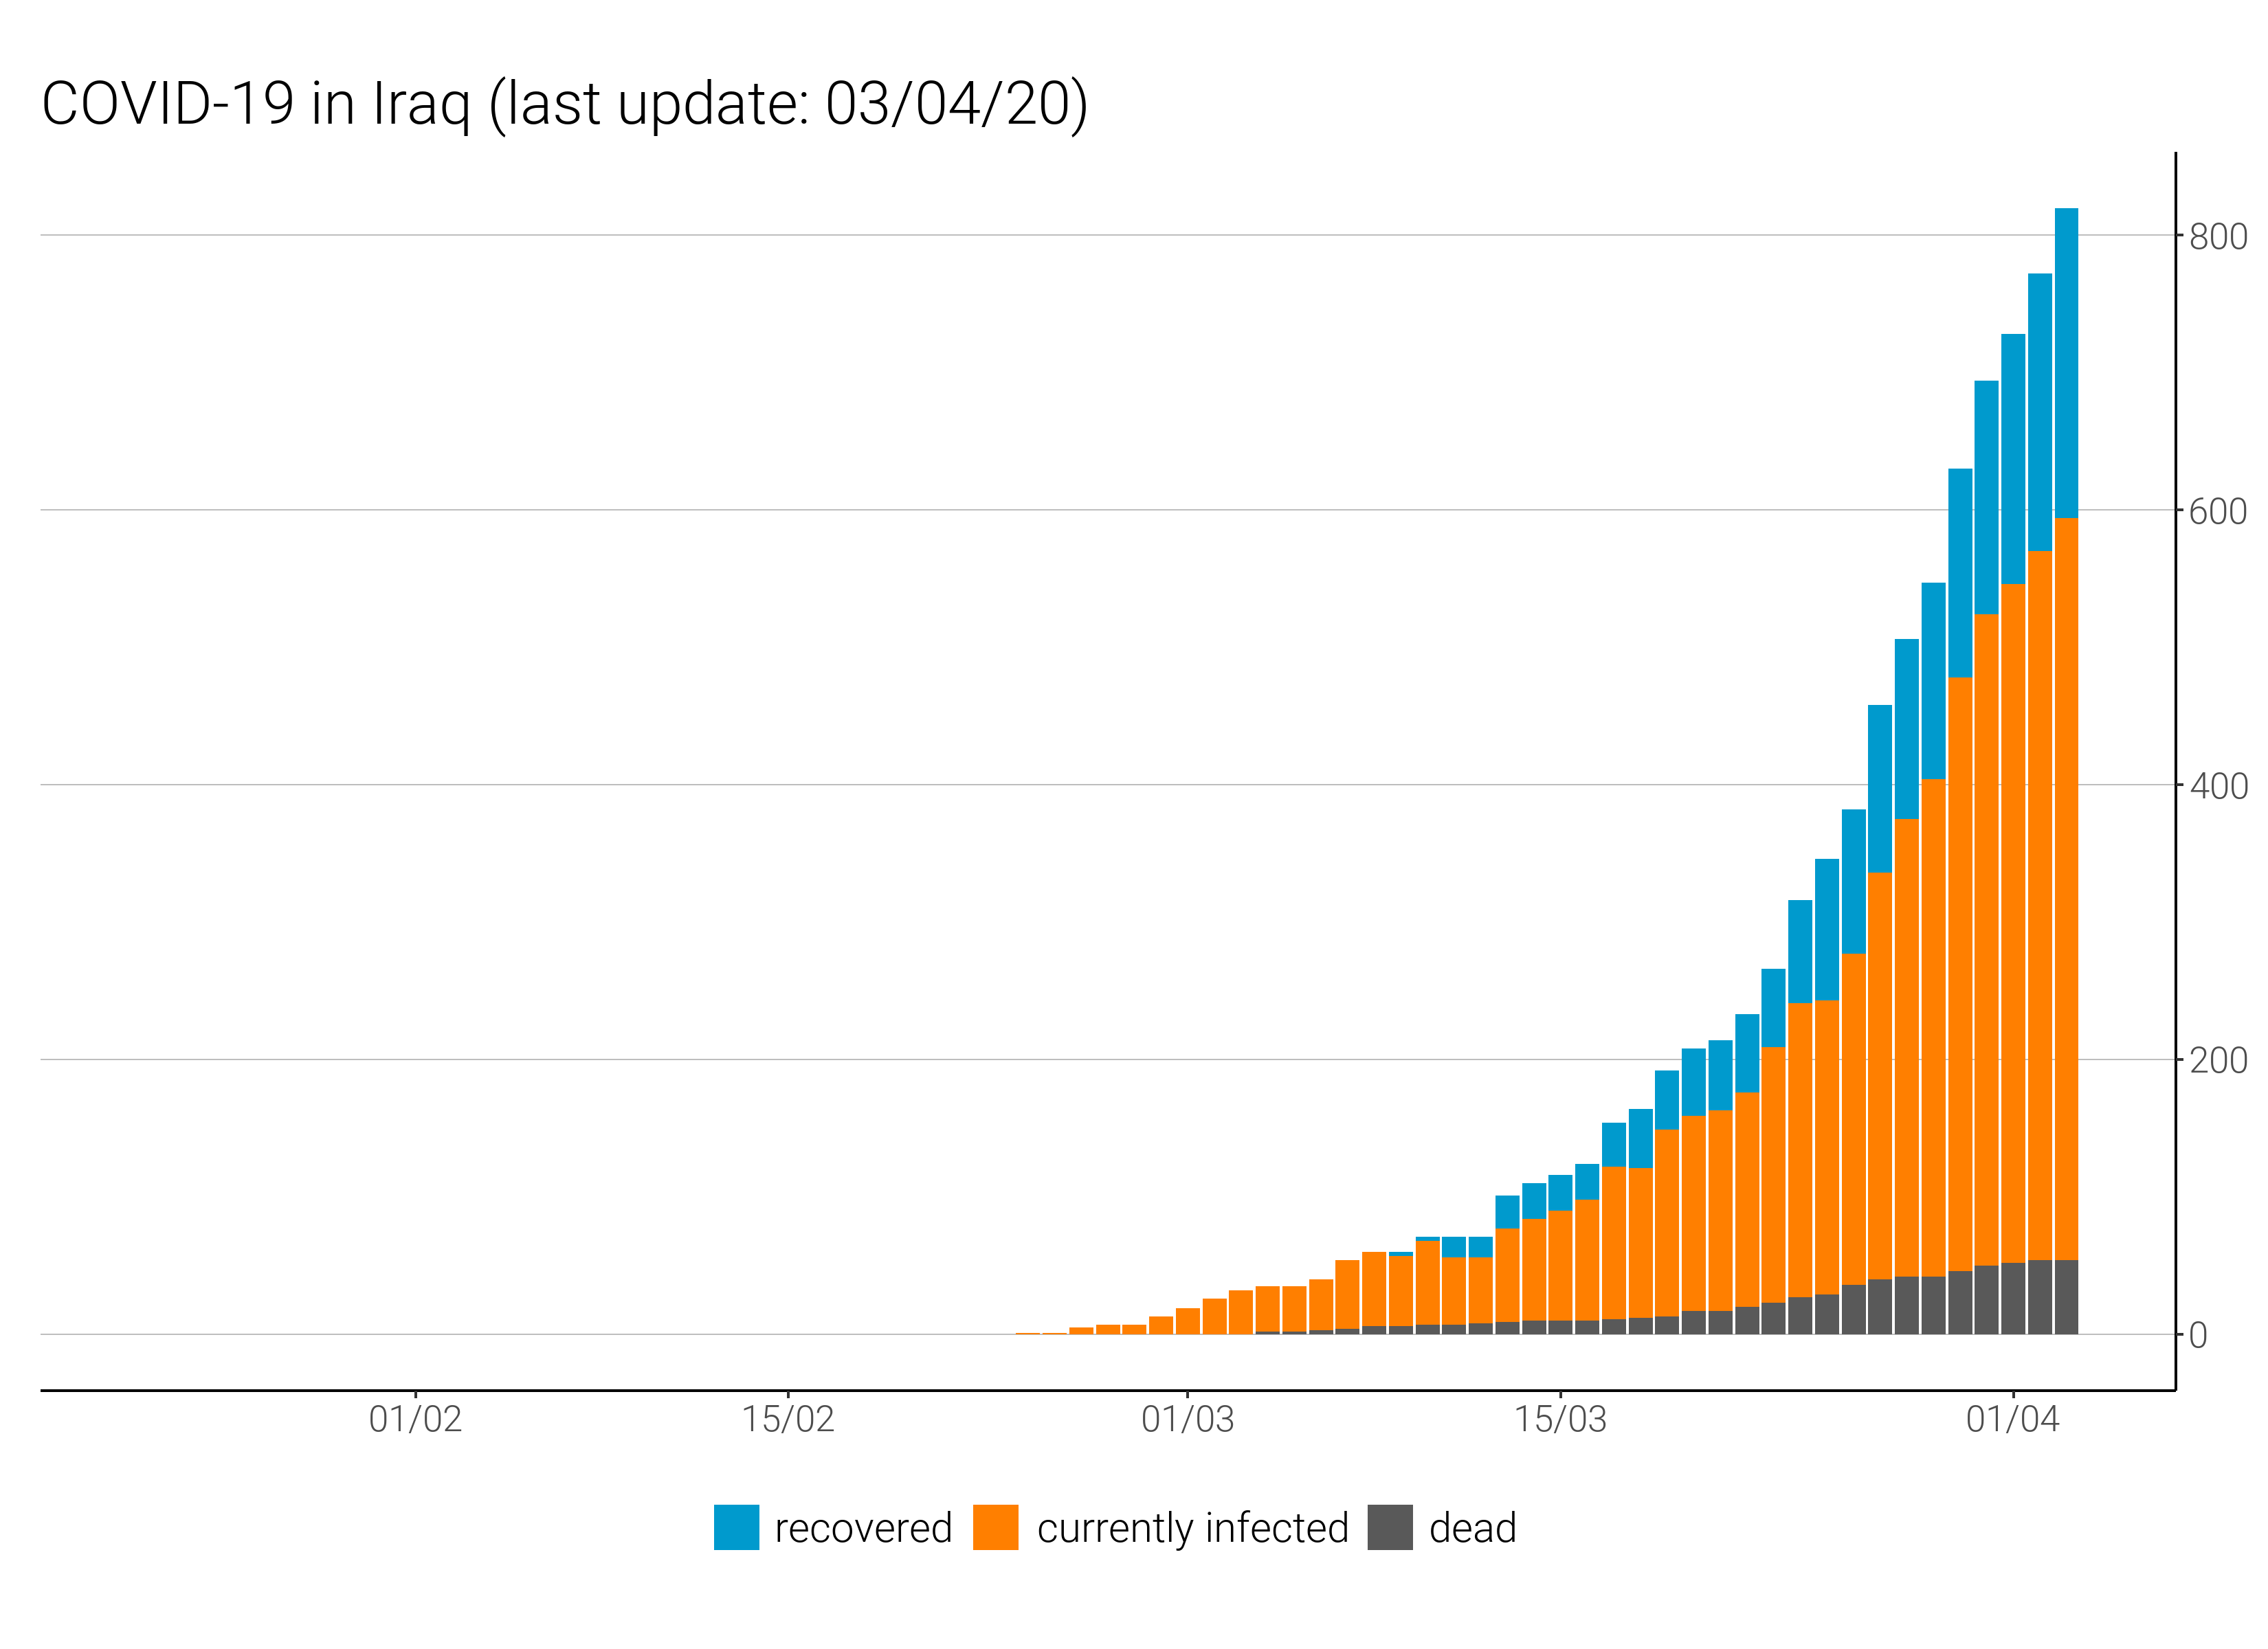 COVID-19 in Iraq (last update: 03/04/20)
800
600
400
200
0
01/02 15/02 01/03 15/03 01/04
recovered currently infected dead